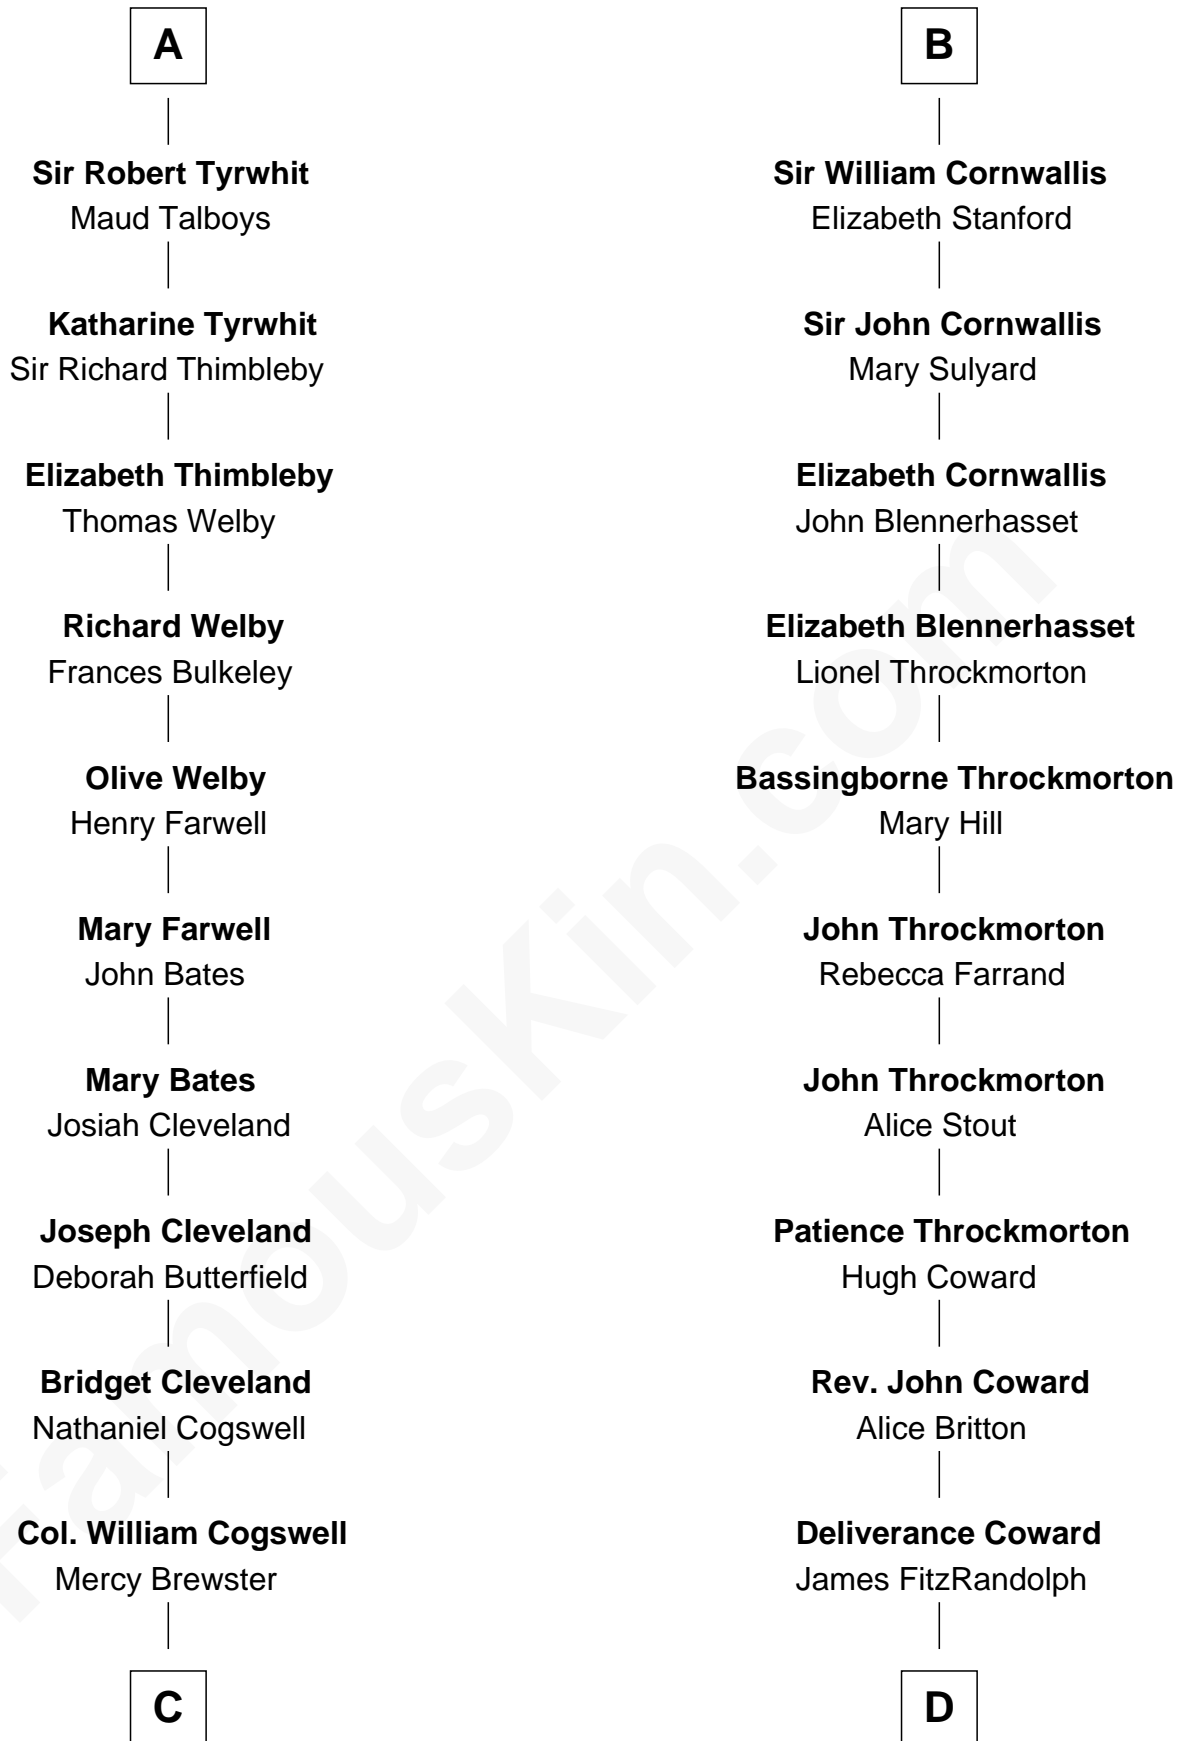 A
Sir Robert Tyrwhit
Maud Talboys
Katharine Tyrwhit
Sir Richard Thimbleby
Elizabeth Thimbleby
Thomas Welby
Richard Welby
Frances Bulkeley
Olive Welby
Henry Farwell
Mary Farwell
John Bates
Mary Bates
Josiah Cleveland
Joseph Cleveland
Deborah Butterfield
Bridget Cleveland
Nathaniel Cogswell
Col. William Cogswell
Mercy Brewster
C
B
Sir William Cornwallis
Elizabeth Stanford
Sir John Cornwallis
Mary Sulyard
Elizabeth Cornwallis
John Blennerhasset
Elizabeth Blennerhasset
Lionel Throckmorton
Bassingborne Throckmorton
Mary Hill
John Throckmorton
Rebecca Farrand
John Throckmorton
Alice Stout
Patience Throckmorton
Hugh Coward
Rev. John Coward
Alice Britton
Deliverance Coward
James FitzRandolph
D
FamousKin.com